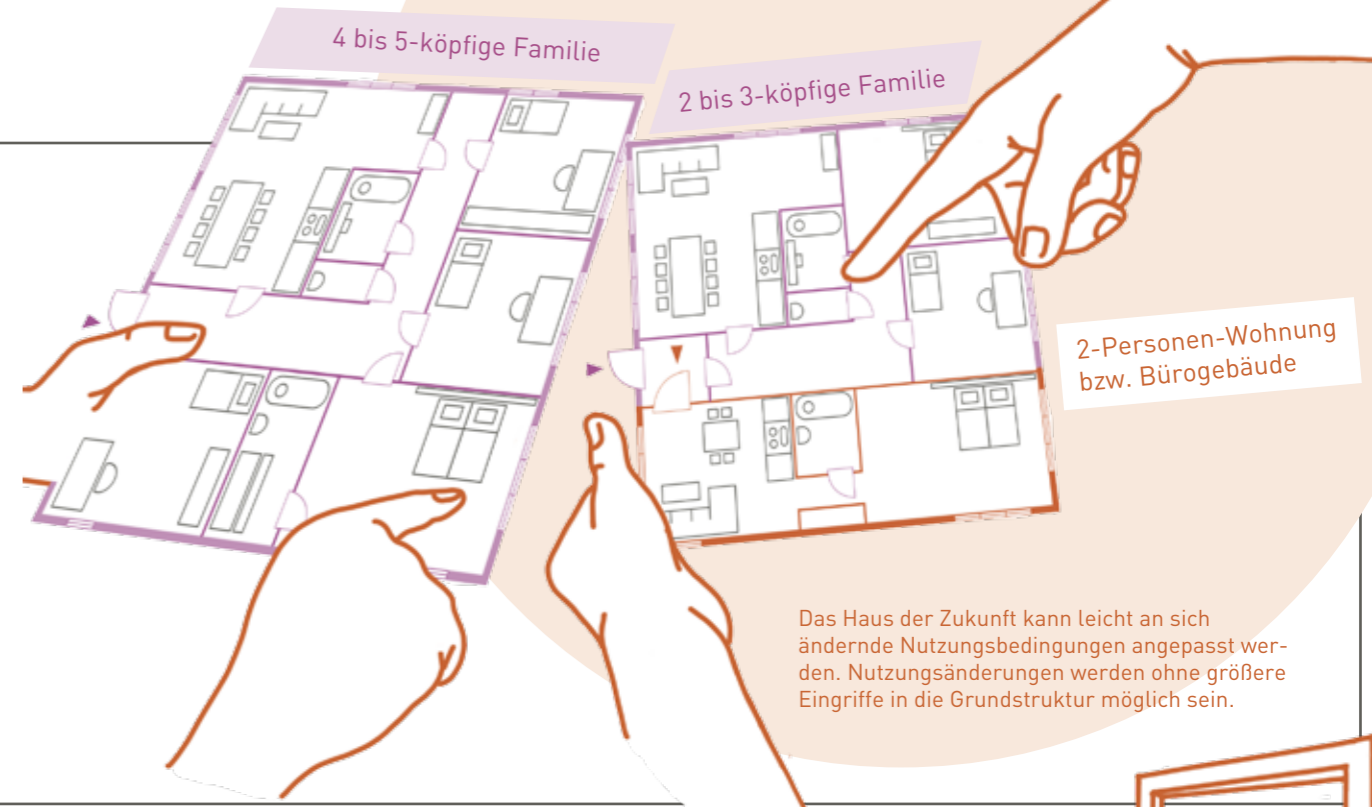 4 bis 5-köpfige Familie
2 bis 3-köpfige Familie
2-Personen-Wohnung
bzw. Bürogebäude
Das Haus der Zukunft kann leicht an sich
ändernde Nutzungsbedingungen angepasst wer-
den. Nutzungsänderungen werden ohne größere
Eingriffe in die Grundstruktur möglich sein.